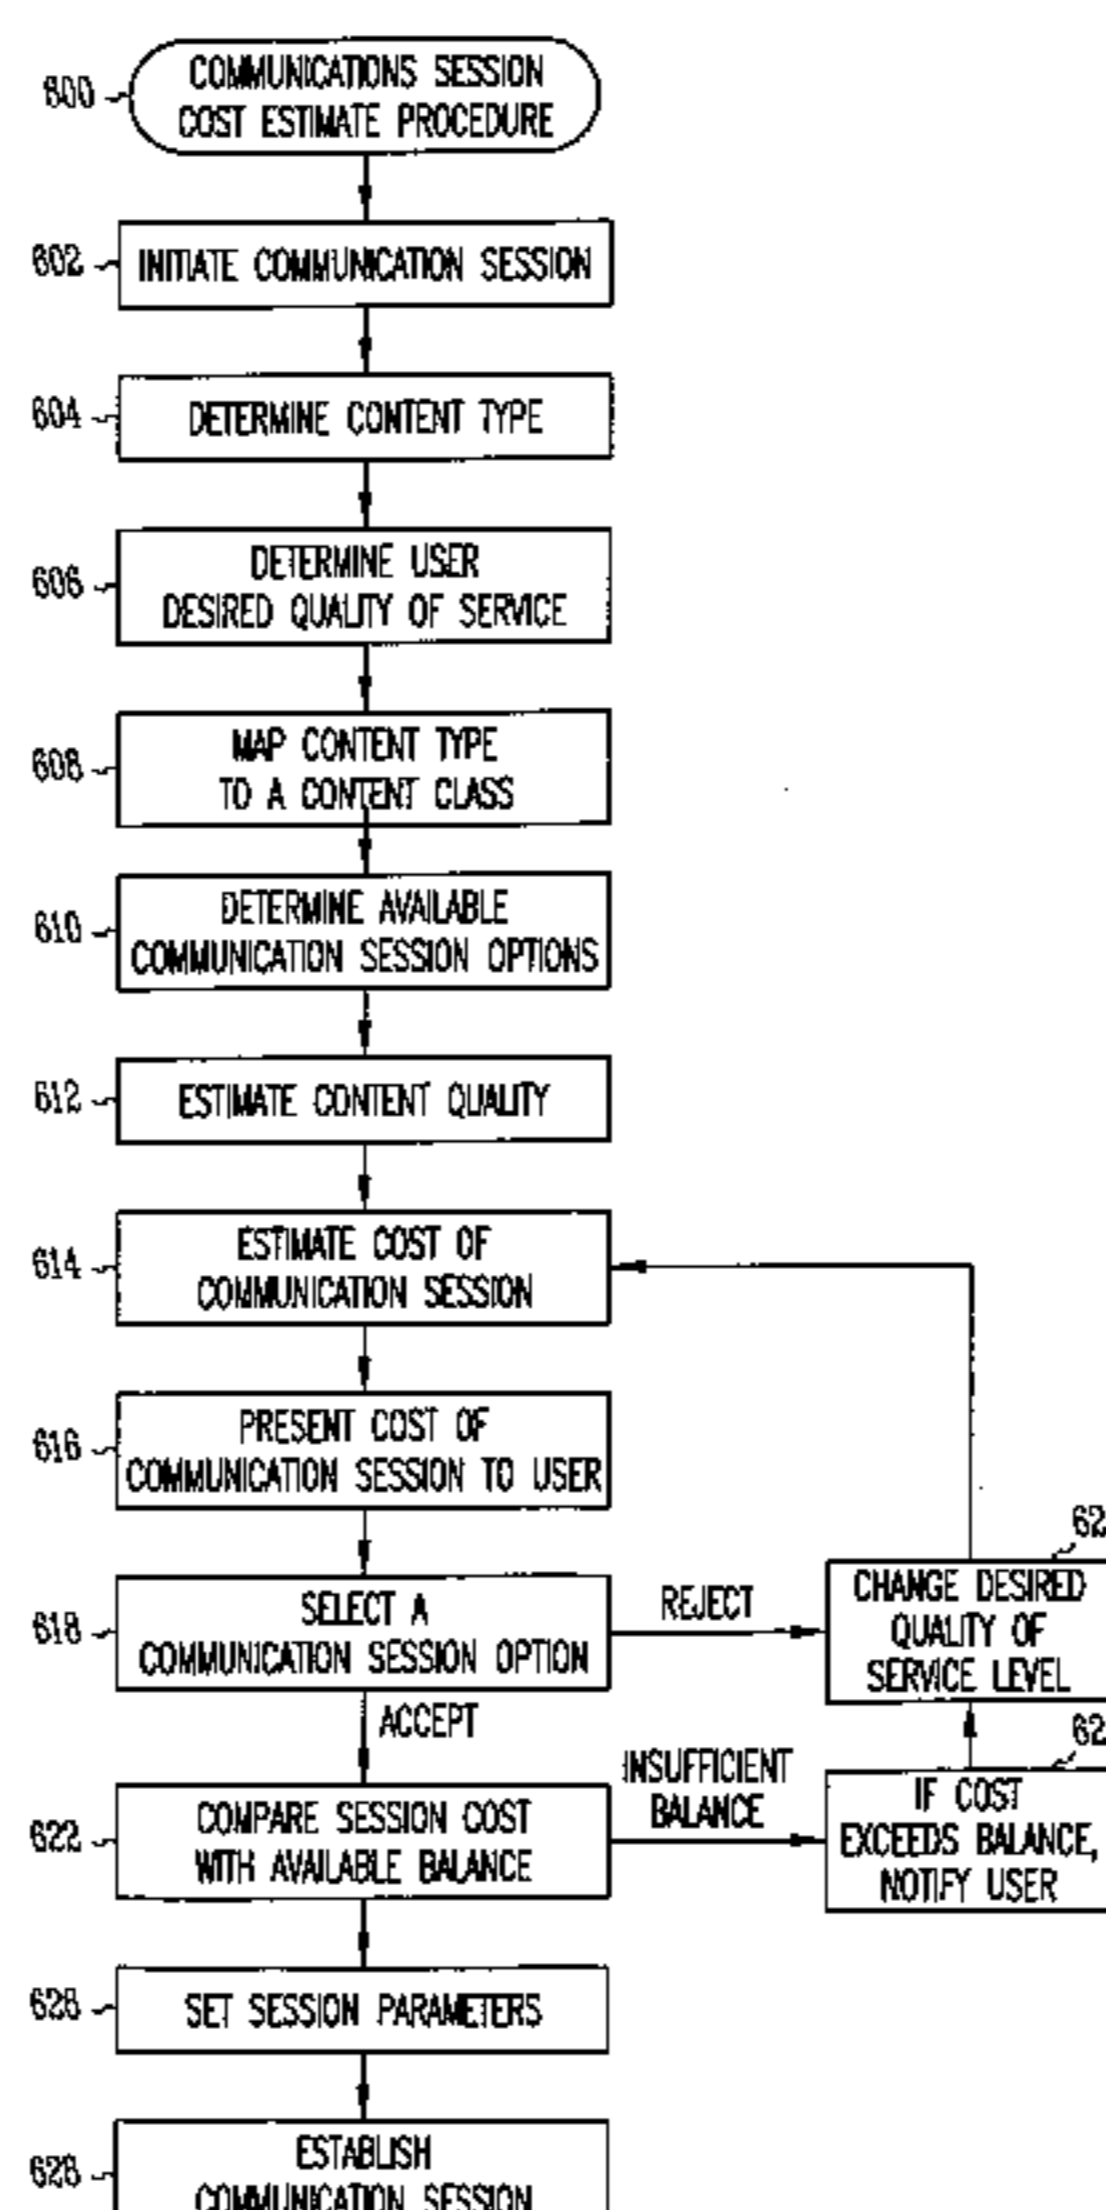 600
COMMUNICATIONS SESSION
COST ESTIMATE PROCEDURE
602
INITIATE COMMUNICATION SESSION
604
DETERMINE CONTENT TYPE
606
DETERMINE USER
DESIRED QUALITY OF SERVICE
608
MAP CONTENT TYPE
TO A CONTENT CLASS
610
DETERMINE AVAILABLE
COMMUNICATION SESSION OPTIONS
612
ESTIMATE CONTENT QUALITY
614
ESTIMATE COST OF
COMMUNICATION SESSION
616
PRESENT COST OF
COMMUNICATION SESSION TO USER
618
SELECT A
COMMUNICATION SESSION OPTION
REJECT
62
CHANGE DESIRED
QUALITY OF
SERVICE LEVEL
ACCEPT
622
COMPARE SESSION COST
WITH AVAILABLE BALANCE
INSUFFICIENT
BALANCE
62
IF COST
EXCEEDS BALANCE,
NOTIFY USER
SET SESSION PARAMETERS
ESTABLISH
COMMUNICATION SESSION